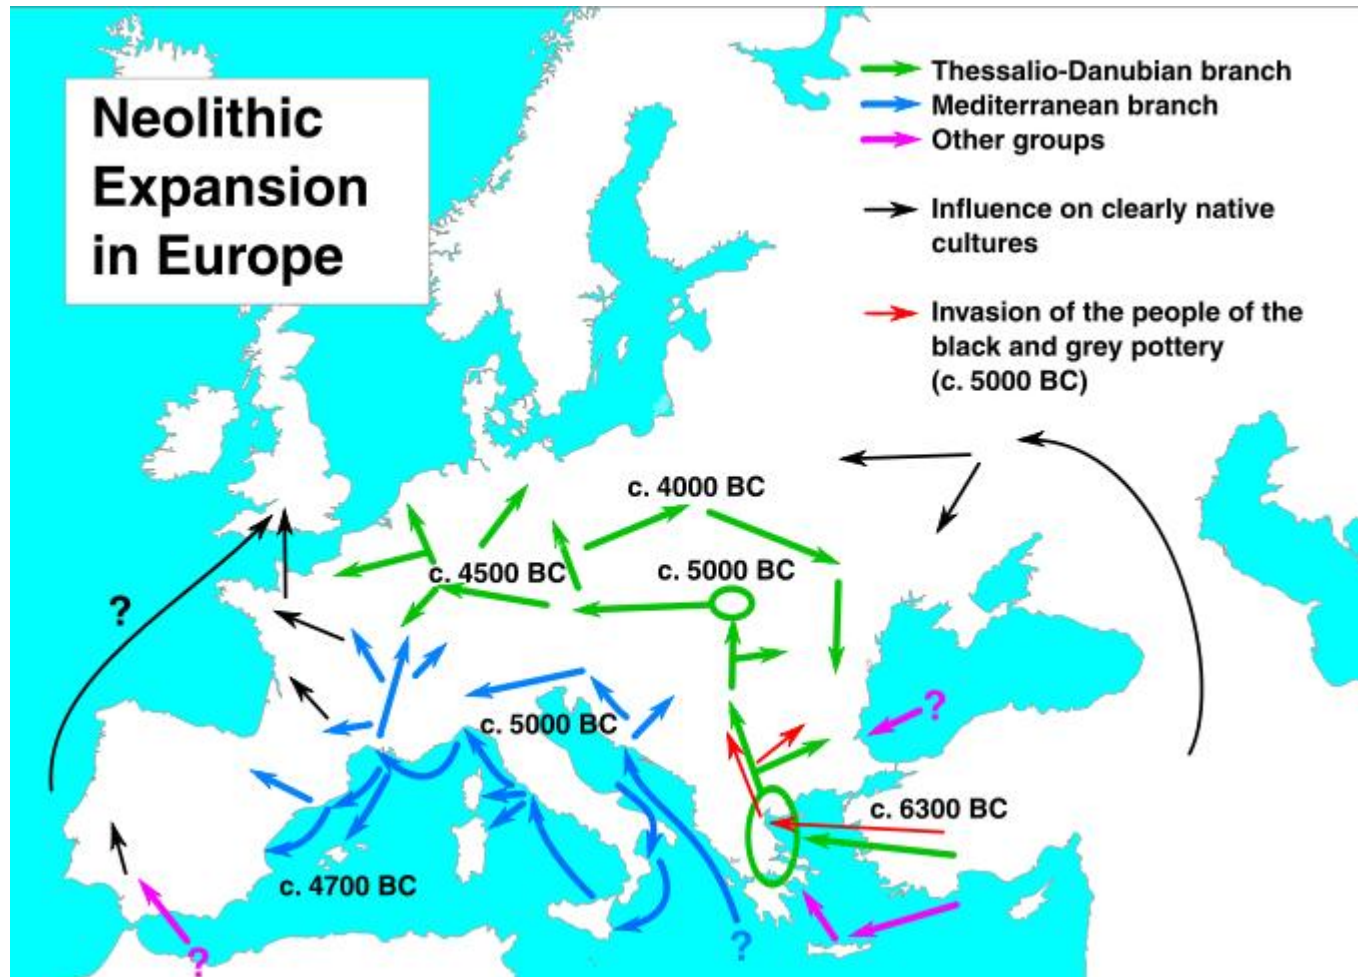 Neolithic
Expansion
in Europe
Thessalio-Danubian branch
Mediterranean branch
Other groups
Influence on clearly native
cultures
Invasion of the people of the
black and grey pottery
(c. 5000 BC)
c. 4000 BC
c. 4500 BC
c. 5000 BC
?
?
c. 5000 BC
c. 6300 BC
c. 4700 BC
?
?